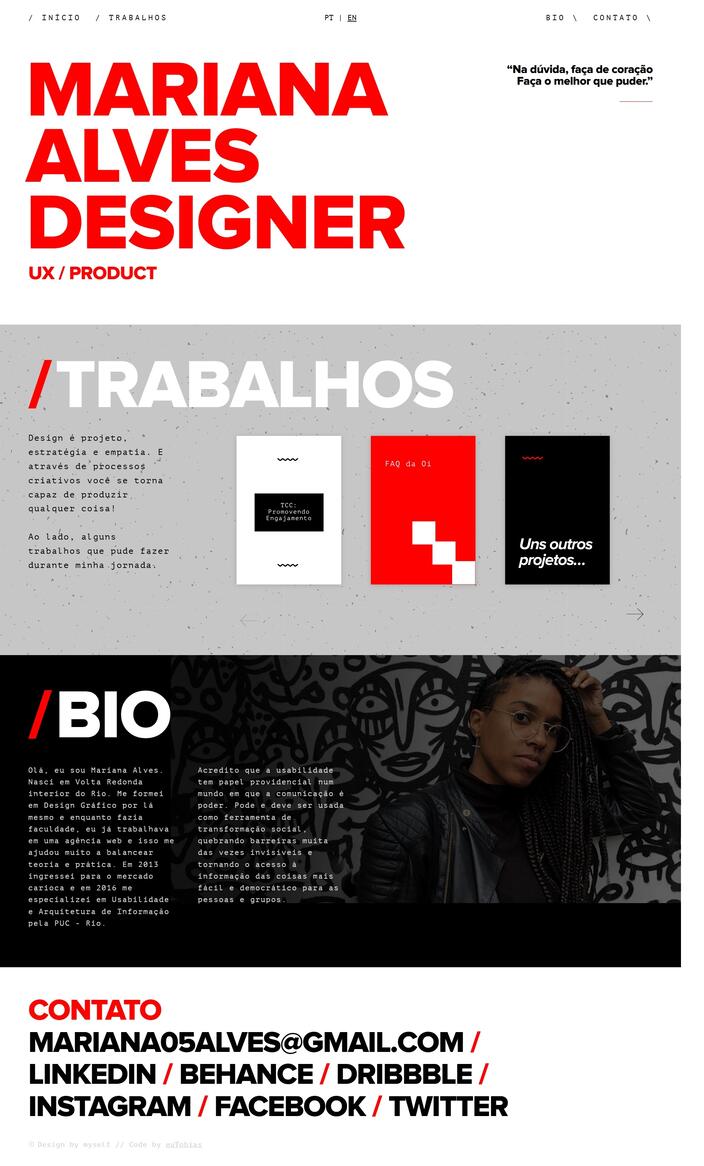 / INÍCIO / TRABALHOS PT | EN BIO \ CONTATO \
MARIANA
ALVES
DESIGNER
UX / PRODUCT
“Na dúvida, faça de coração
Faça o melhor que puder.”
/TRABALHOS
Design é projeto,
estratégia e empatia. E
através de processos
criativos você se torna
capaz de produzir
qualquer coisa!
Ao lado, alguns
trabalhos que pude fazer
durante minha jornada.
TCC:
Promovendo
Engajamento
FAQ da Oi
Uns outros
projetos...
/BIO
Olá, eu sou Mariana Alves.
Nasci em Volta Redonda
interior do Rio. Me formei
em Design Gráfico por lá
mesmo e enquanto fazia
faculdade, eu já trabalhava
em uma agência web e isso me
ajudou muito a balancear
teoria e prática. Em 2013
ingressei para o mercado
carioca e em 2016 me
especializei em Usabilidade
e Arquitetura de Informação
pela PUC - Rio.
Acredito que a usabilidade
tem papel providencial num
mundo em que a comunicação é
poder. Pode e deve ser usada
como ferramenta de
transformação social,
quebrando barreiras muita
das vezes invisíveis e
tornando o acesso à
informação das coisas mais
fácil e democrático para as
pessoas e grupos.
CONTATO
MARIANA05ALVES@GMAIL.COM /
LINKEDIN / BEHANCE / DRIBBBLE /
INSTAGRAM / FACEBOOK / TWITTER
© Design by myself // Code by euTobias